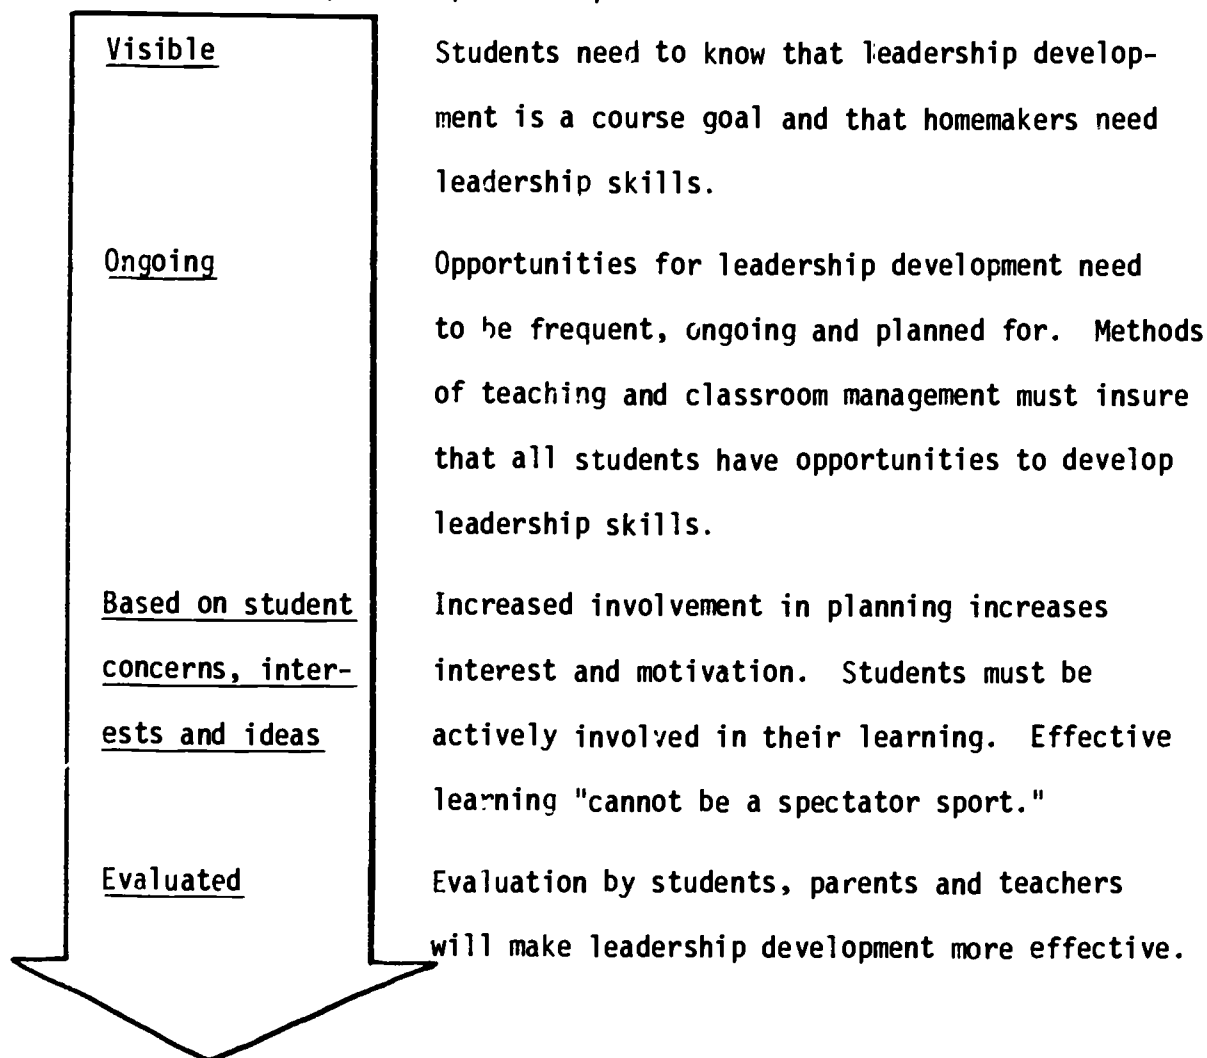 Visible
Students need to know that leadership develop-
ment is a course goal and that homemakers need
leadership skills.
Ongoing
Opportunities for leadership development need
to be frequent, ongoing and planned for. Methods
of teaching and classroom management must insure
that all students have opportunities to develop
leadership skills.
Based on student
concerns, inter-
ests and ideas
Increased involvement in planning increases
interest and motivation. Students must be
actively involved in their learning. Effective
learning "cannot be a spectator sport."
Evaluated
Evaluation by students, parents and teachers
will make leadership development more effective.